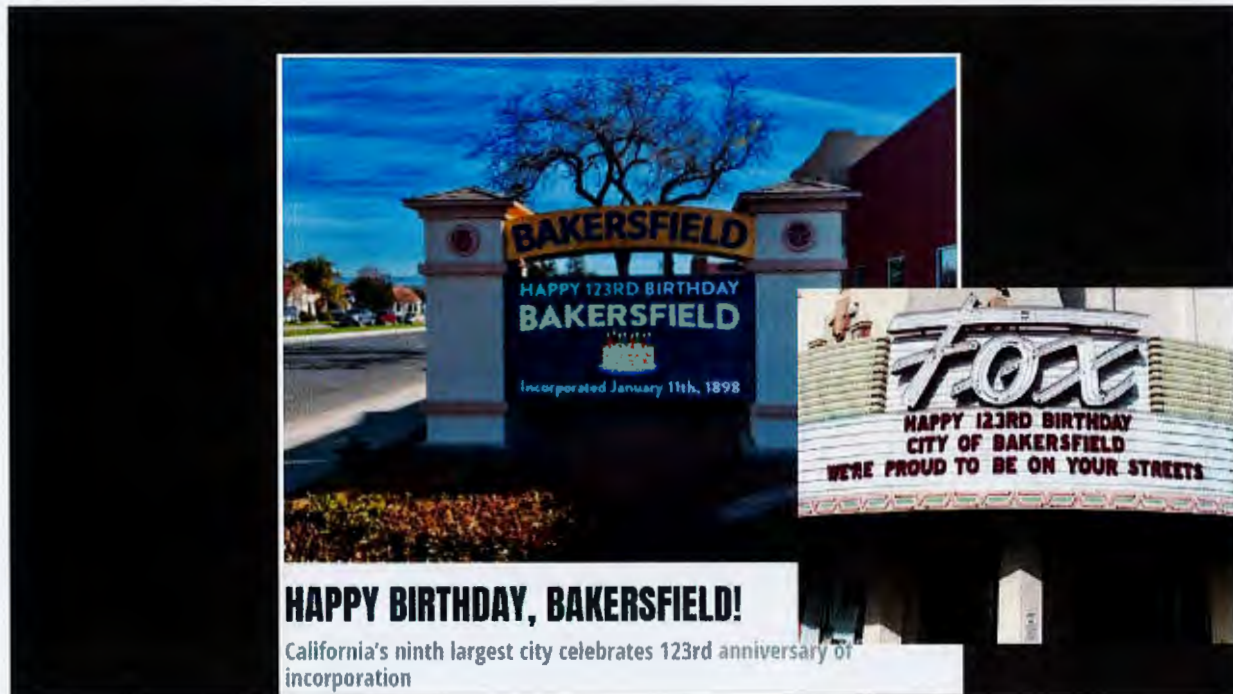 BAKERSFIELD
HAPPY 123RD BIRTHDAY
BAKERSFIELD
Incorporated January 11th, 1898
Fox
HAPPY 123RD BIRTHDAY
CITY OF BAKERSFIELD
WE'RE PROUD TO BE ON YOUR STREETS
HAPPY BIRTHDAY, BAKERSFIELD!
California's ninth largest city celebrates 123rd anniversary of
incorporation